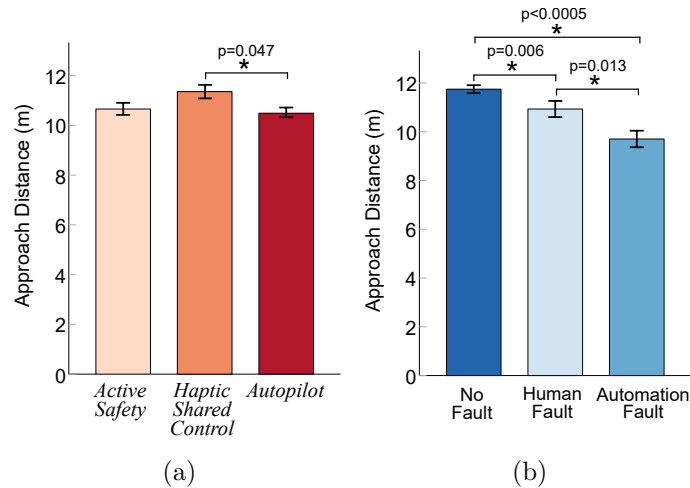 p=0.047
*
12
10
8
6
4
2
0
Approach Distance (m)
Active
Safety
Haptic
Shared
Control
Autopilot
(a)
p<0.0005
*
p=0.006
*
p=0.013
*
12
10
8
6
4
2
0
Approach Distance (m)
No
Fault
Human
Fault
Automation
Fault
(b)